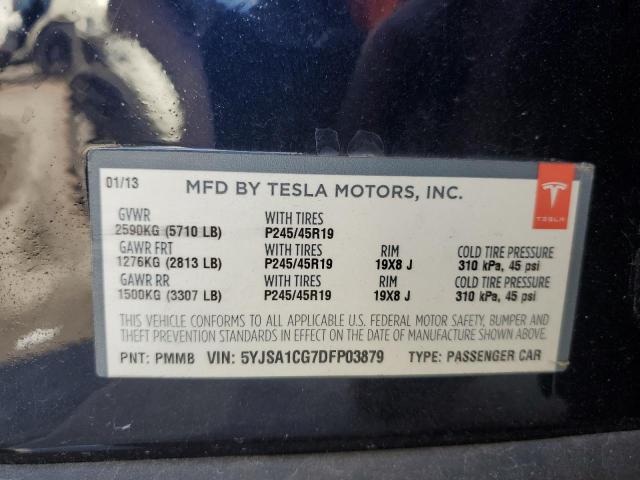 01/13 MFD BY TESLA MOTORS, INC.
TESLA
GVWR WITH TIRES
2590KG (5710 LB) P245/45R19
GAWR FRT WITH TIRES RIM COLD TIRE PRESSURE
1276KG (2813 LB) P245/45R19 19X8 J 310 kPa, 45 psi
GAWR RR WITH TIRES RIM COLD TIRE PRESSURE
1500KG (3307 LB) P245/45R19 19X8 J 310 kPa, 45 psi
THIS VEHICLE CONFORMS TO ALL APPLICABLE U.S. FEDERAL MOTOR SAFETY, BUMPER AND
THEFT PREVENTION STANDARDS IN EFFECT ON THE DATE OF MANUFACTURE SHOWN ABOVE.
PNT: PMMB VIN: 5YJSA1CG7DFP03879 TYPE: PASSENGER CAR